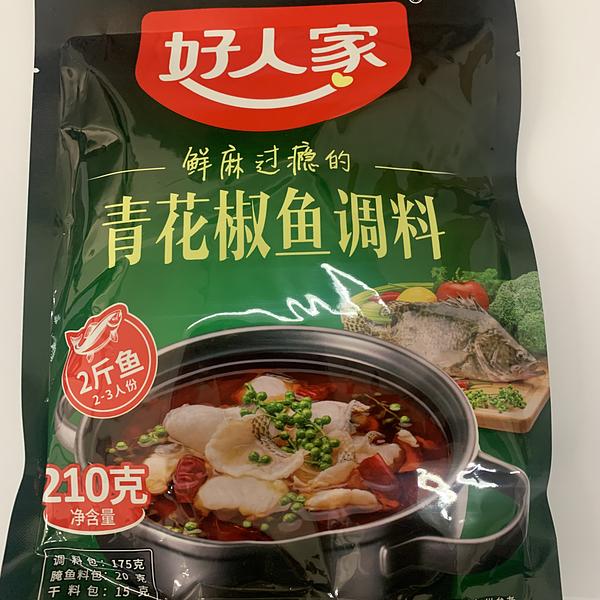 好人家
鲜麻过瘾的
青花椒鱼调料
2斤鱼
2-3人份
210克
净含量
调料包:175克
腌鱼料包:20克
干料包:15克